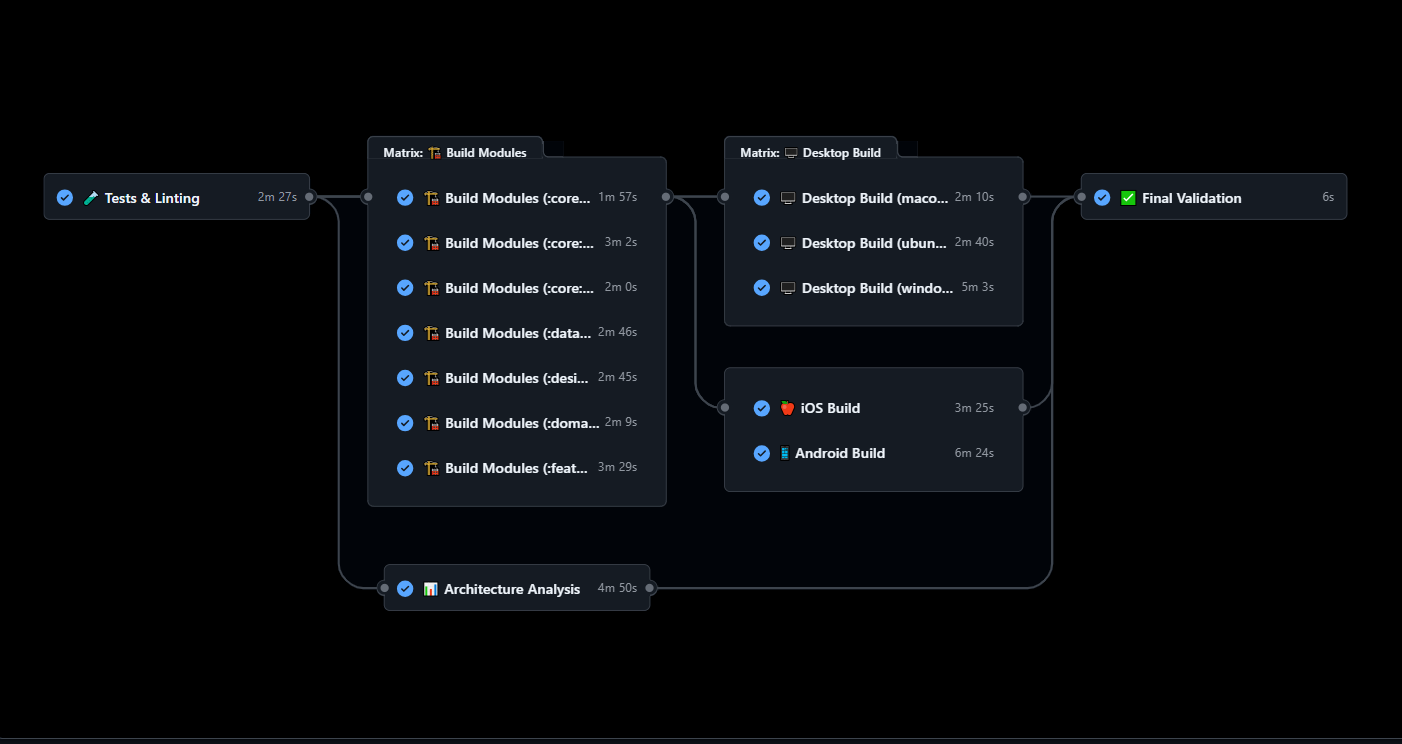 Tests & Linting 2m 27s
Matrix: Build Modules
Build Modules (:core... 1m 57s
Build Modules (:core:... 3m 2s
Build Modules (:core:... 2m 0s
Build Modules (:data... 2m 46s
Build Modules (:desi... 2m 45s
Build Modules (:doma... 2m 9s
Build Modules (:feat... 3m 29s
Architecture Analysis 4m 50s
Matrix: Desktop Build
Desktop Build (maco... 2m 10s
Desktop Build (ubun... 2m 40s
Desktop Build (windo... 5m 3s
iOS Build 3m 25s
Android Build 6m 24s
Final Validation 6s